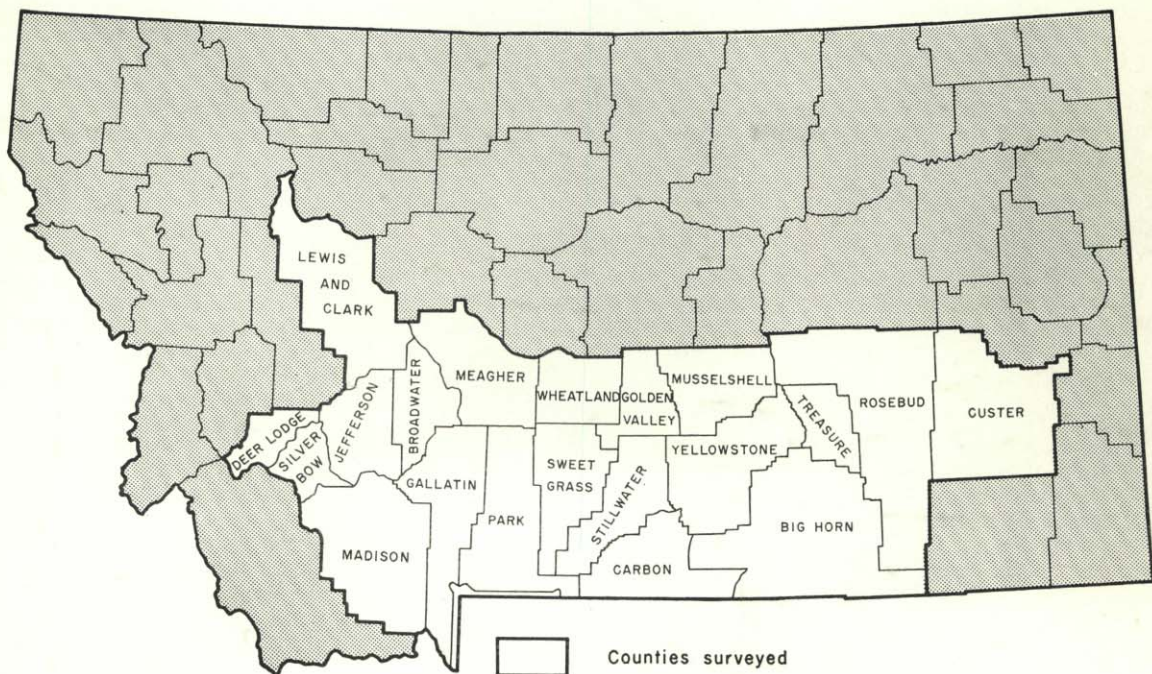 LEWIS
AND
CLARK
MEAGHER
BROADWATER
JEFFERSON
DEER LODGE
SILVER
BOW
WHEATLAND
GOLDEN
VALLEY
MUSSELSHELL
TREASURE
ROSEBUD
CUSTER
GALLATIN
PARK
SWEET
GRASS
STILLWATER
YELLOWSTONE
BIG HORN
MADISON
CARBON
Counties surveyed